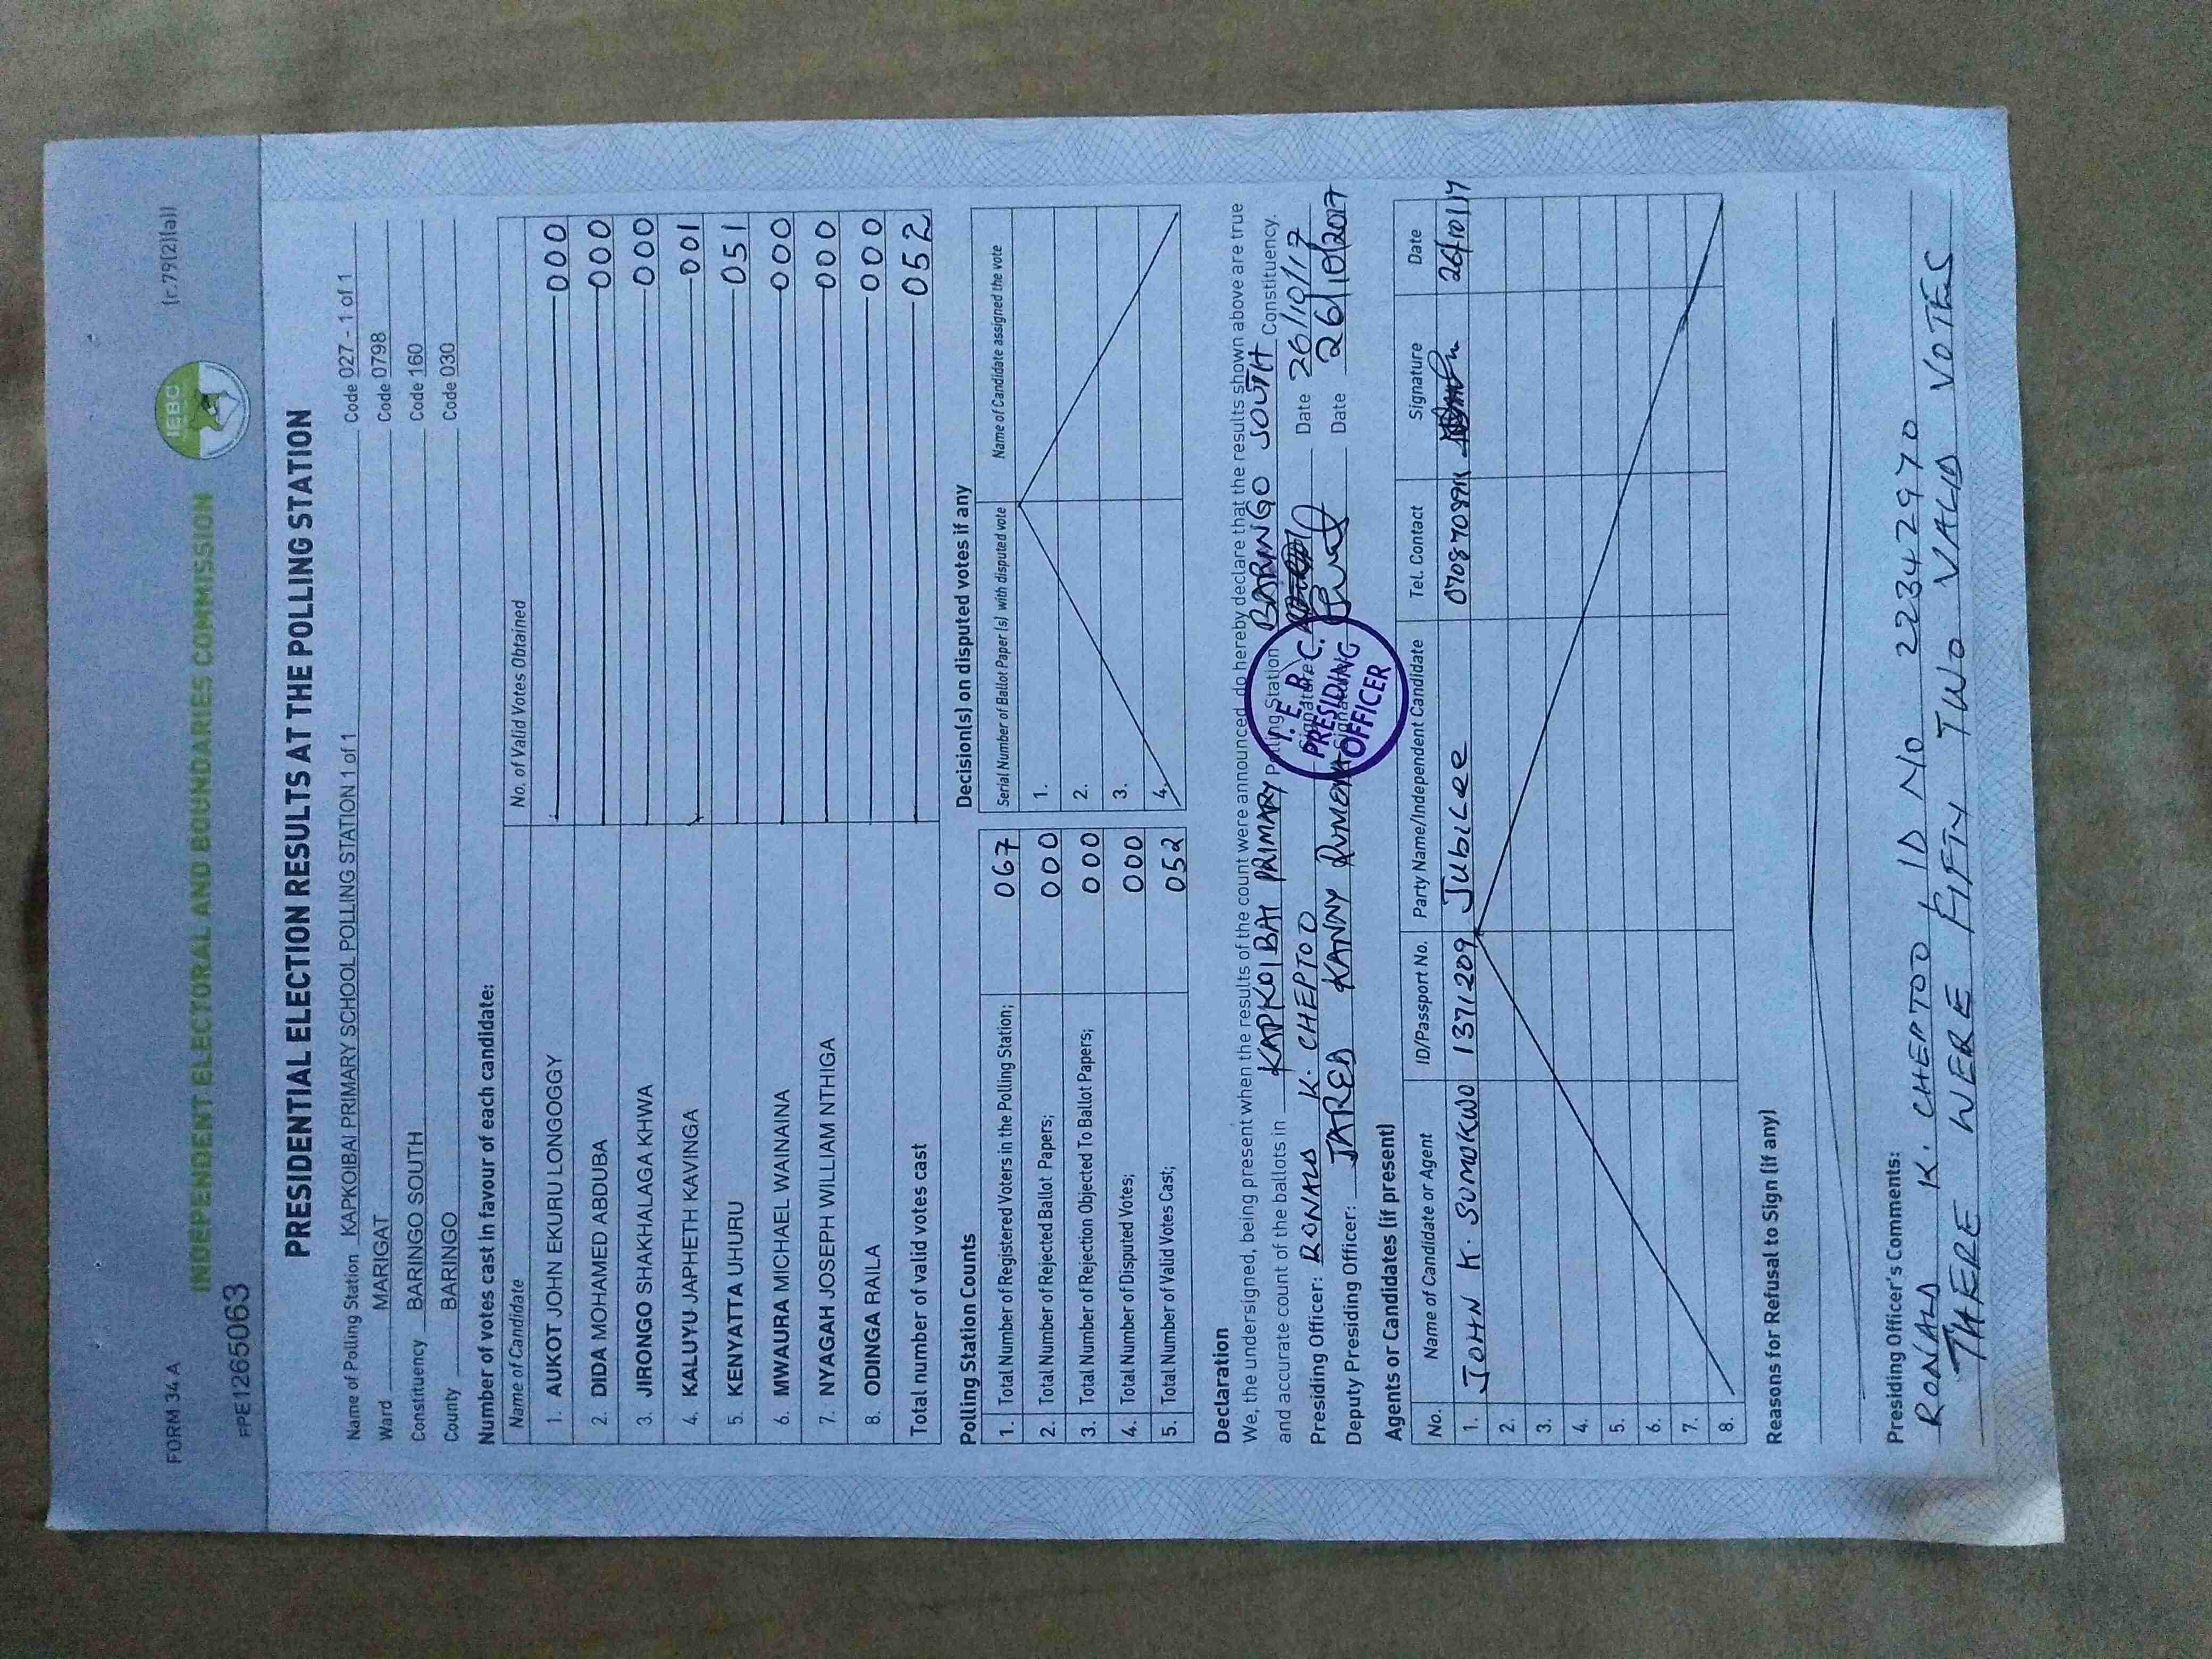 FORM 34 A
(r.79(2)(a))
IEBC
INDEPENDENT ELECTORAL AND BOUNDARIES COMMISSION
PPE1265063
PRESIDENTIAL ELECTION RESULTS AT THE POLLING STATION
Name of Polling Station KAPKOIBAI PRIMARY SCHOOL POLLING STATION 1 of 1 Code 027 - 1 of 1
Ward MARIGAT Code 0798
Constituency BARINGO SOUTH Code 160
County BARINGO Code 030
Number of votes cast in favour of each candidate:
Name of Candidate No. of Valid Votes Obtained
1. AUKOT JOHN EKURU LONGOGGY 000
2. DIDA MOHAMED ABDUBA 000
3. JIRONGO SHAKHALAGA KHWA 000
4. KALUYU JAPHETH KAVINGA 001
5. KENYATTA UHURU 051
6. MWAURA MICHAEL WAINAINA 000
7. NYAGAH JOSEPH WILLIAM NTHIGA 000
8. ODINGA RAILA 000
Total number of valid votes cast 052
Polling Station Counts
1. Total Number of Registered Voters in the Polling Station; 067
2. Total Number of Rejected Ballot Papers; 000
3. Total Number of Rejection Objected To Ballot Papers; 000
4. Total Number of Disputed Votes; 000
5. Total Number of Valid Votes Cast; 052
Decision(s) on disputed votes if any
Serial Number of Ballot Paper (s) with disputed vote Name of Candidate assigned the vote
1.
2.
3.
4.
Declaration
We, the undersigned, being present when the results of the count were announced, do hereby declare that the results shown above are true
and accurate count of the ballots in KAPKOIBAI PRIMARY Polling Station BARINGO SOUTH Constituency.
Presiding Officer: RONALD K. CHEPTOO Signature Date 26/10/17
Deputy Presiding Officer: JARED KANNY Signature Date 26/10/2017
I.E.B.C.
PRESIDING
OFFICER
Agents or Candidates (if present)
No. Name of Candidate or Agent ID/Passport No. Party Name/Independent Candidate Tel. Contact Signature Date
1. JOHN K. SUMOKWO 1371209 Jubilee 26/10/17
2.
3.
4.
5.
6.
7.
8.
Reasons for Refusal to Sign (if any)
Presiding Officer's Comments:
RONALD K. CHEPTOO ID NO 22342970
THERE WERE FIFTY TWO VALID VOTES